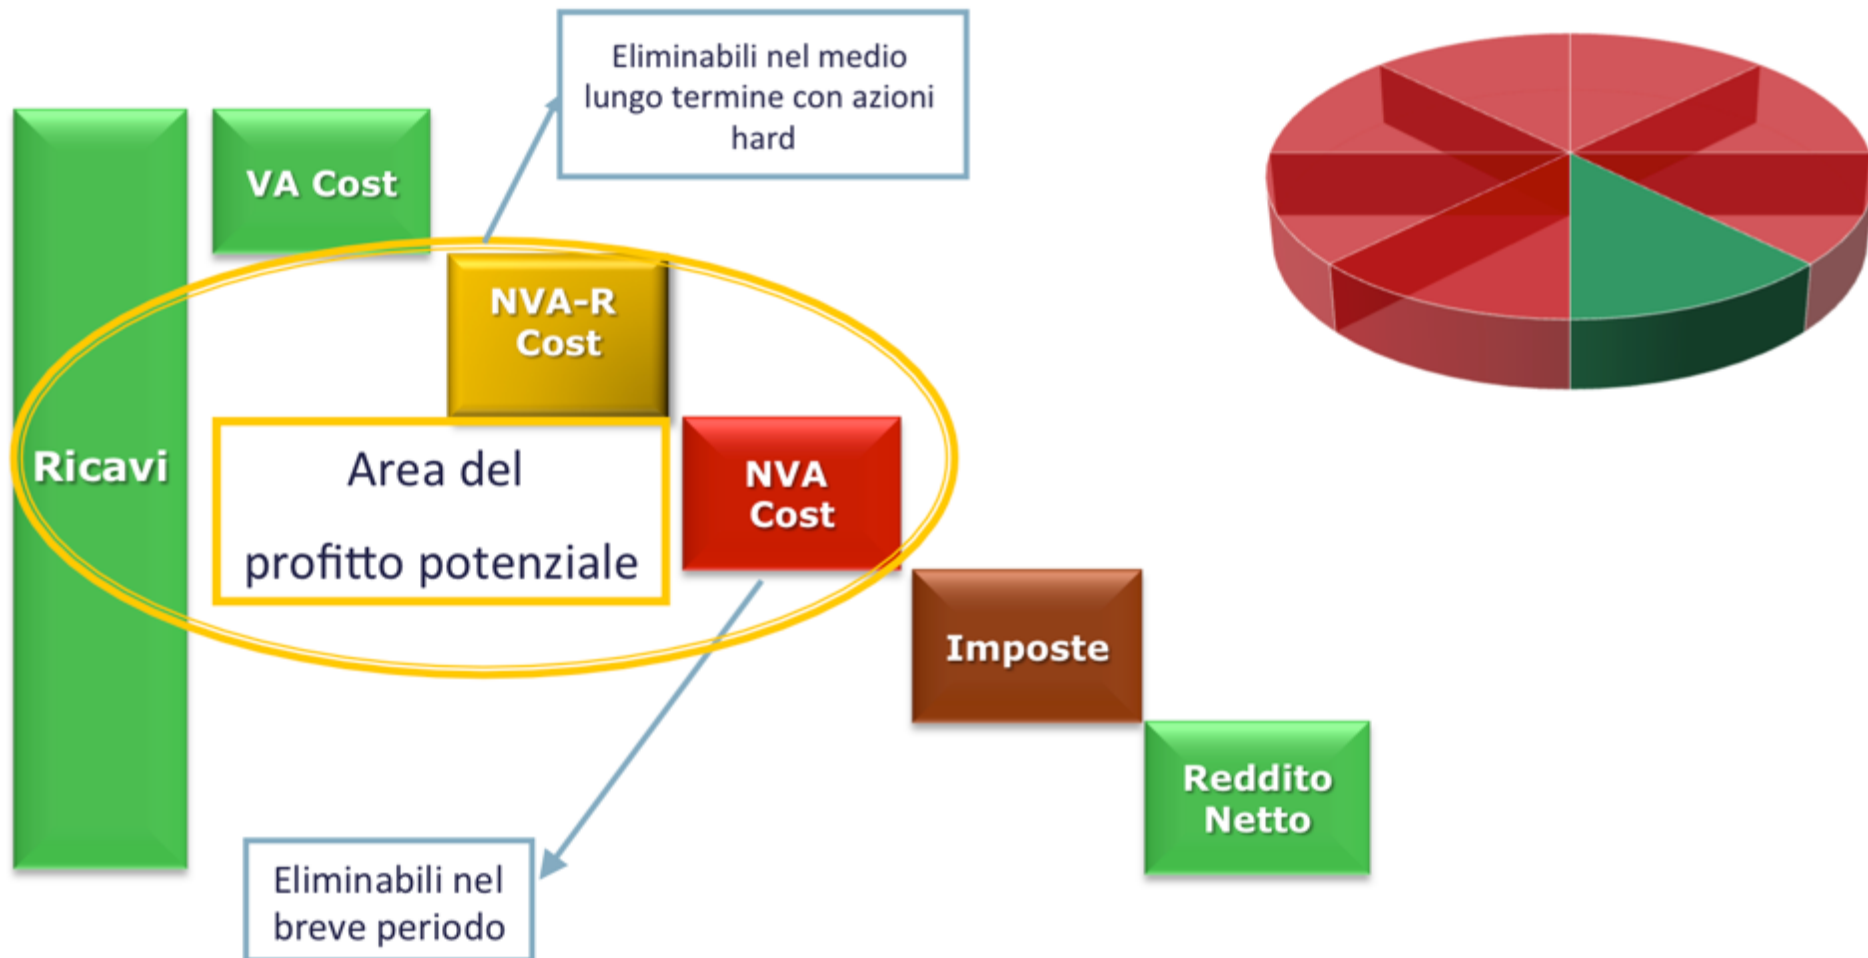 Eliminabili nel medio
lungo termine con azioni
hard
VA Cost
NVA-R
Cost
Ricavi
Area del
profitto potenziale
NVA
Cost
Imposte
Reddito
Netto
Eliminabili nel
breve periodo